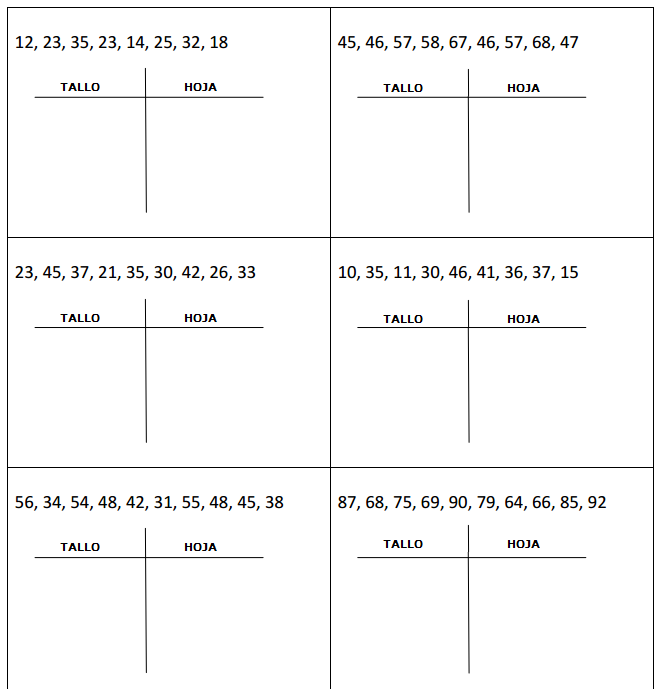 12, 23, 35, 23, 14, 25, 32, 18
TALLO HOJA
45, 46, 57, 58, 67, 46, 57, 68, 47
TALLO HOJA
23, 45, 37, 21, 35, 30, 42, 26, 33
TALLO HOJA
10, 35, 11, 30, 46, 41, 36, 37, 15
TALLO HOJA
56, 34, 54, 48, 42, 31, 55, 48, 45, 38
TALLO HOJA
87, 68, 75, 69, 90, 79, 64, 66, 85, 92
TALLO HOJA